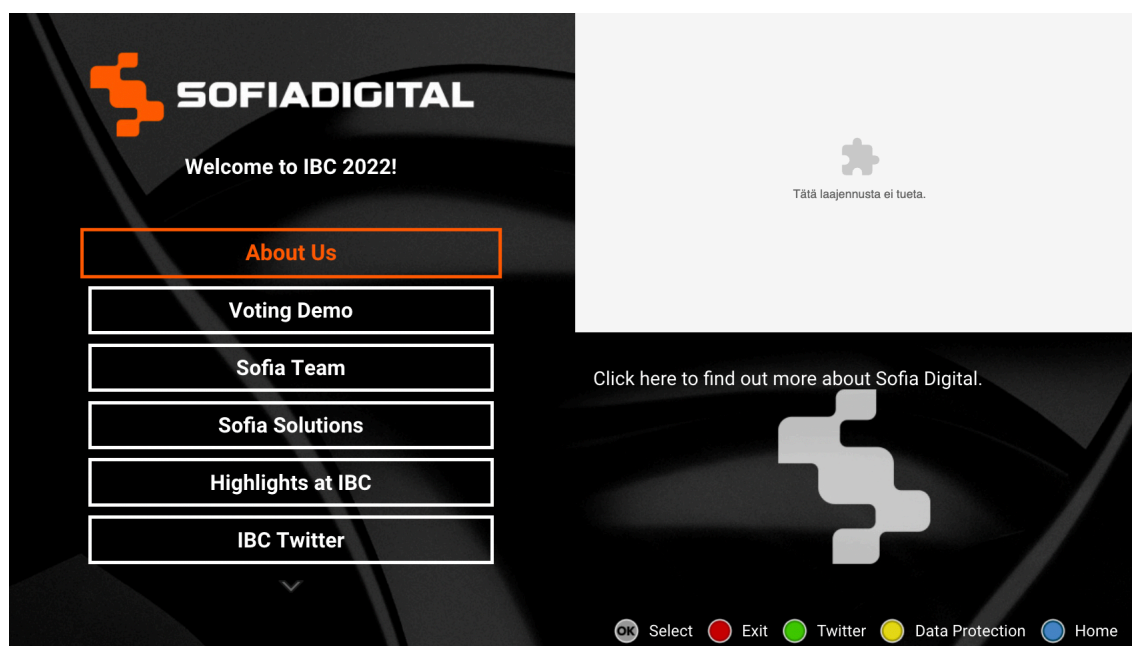 SOFIADIGITAL
Welcome to IBC 2022!
About Us
Voting Demo
Sofia Team
Sofia Solutions
Highlights at IBC
IBC Twitter
Tätä laajennusta ei tueta.
Click here to find out more about Sofia Digital.
OK Select Exit Twitter Data Protection Home